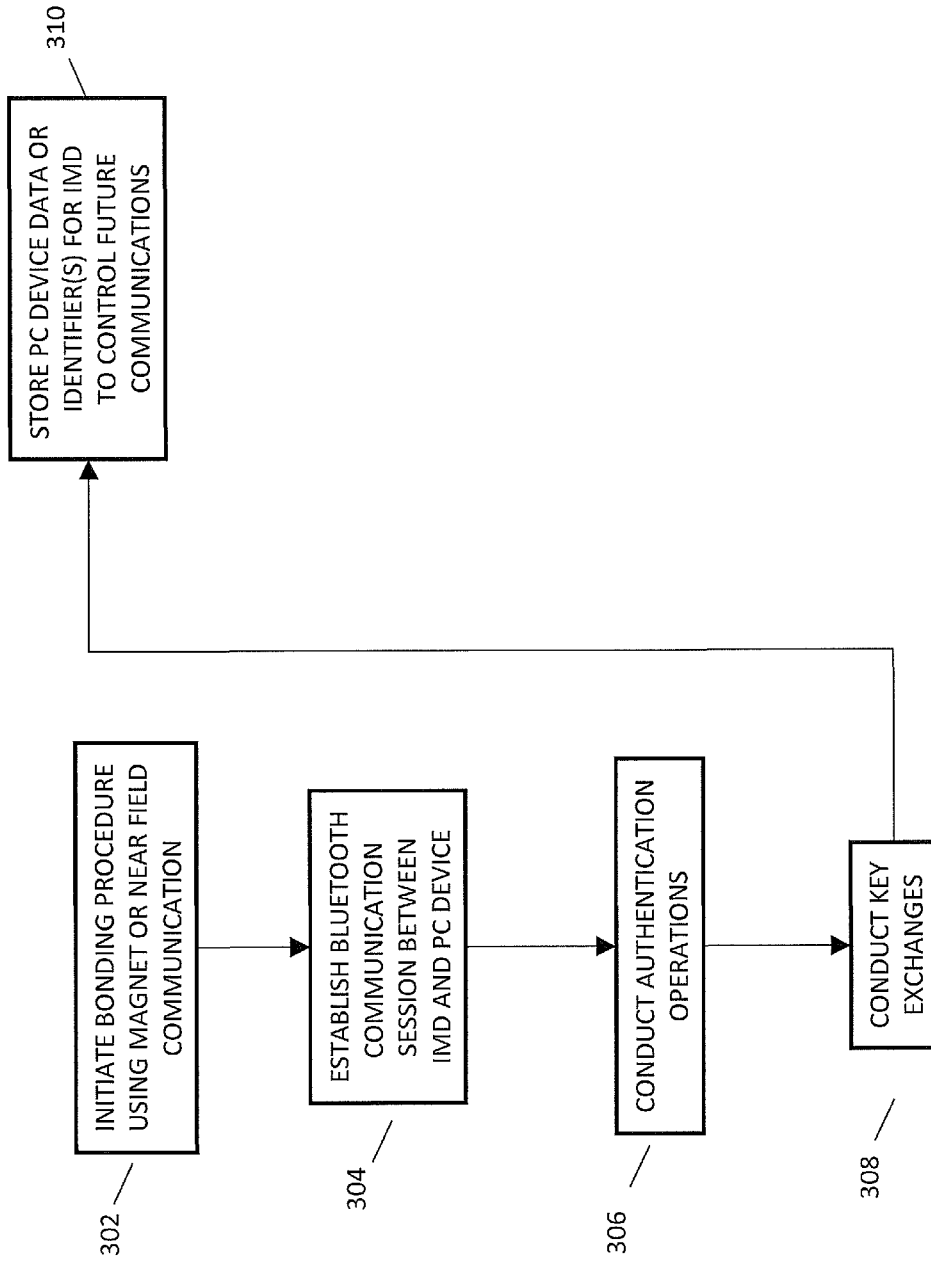 302
INITIATE BONDING PROCEDURE
USING MAGNET OR NEAR FIELD
COMMUNICATION
304
ESTABLISH BLUETOOTH
COMMUNICATION
SESSION BETWEEN
IMD AND PC DEVICE
306
CONDUCT AUTHENTICATION
OPERATIONS
308
CONDUCT KEY
EXCHANGES
310
STORE PC DEVICE DATA OR
IDENTIFIER(S) FOR IMD
TO CONTROL FUTURE
COMMUNICATIONS